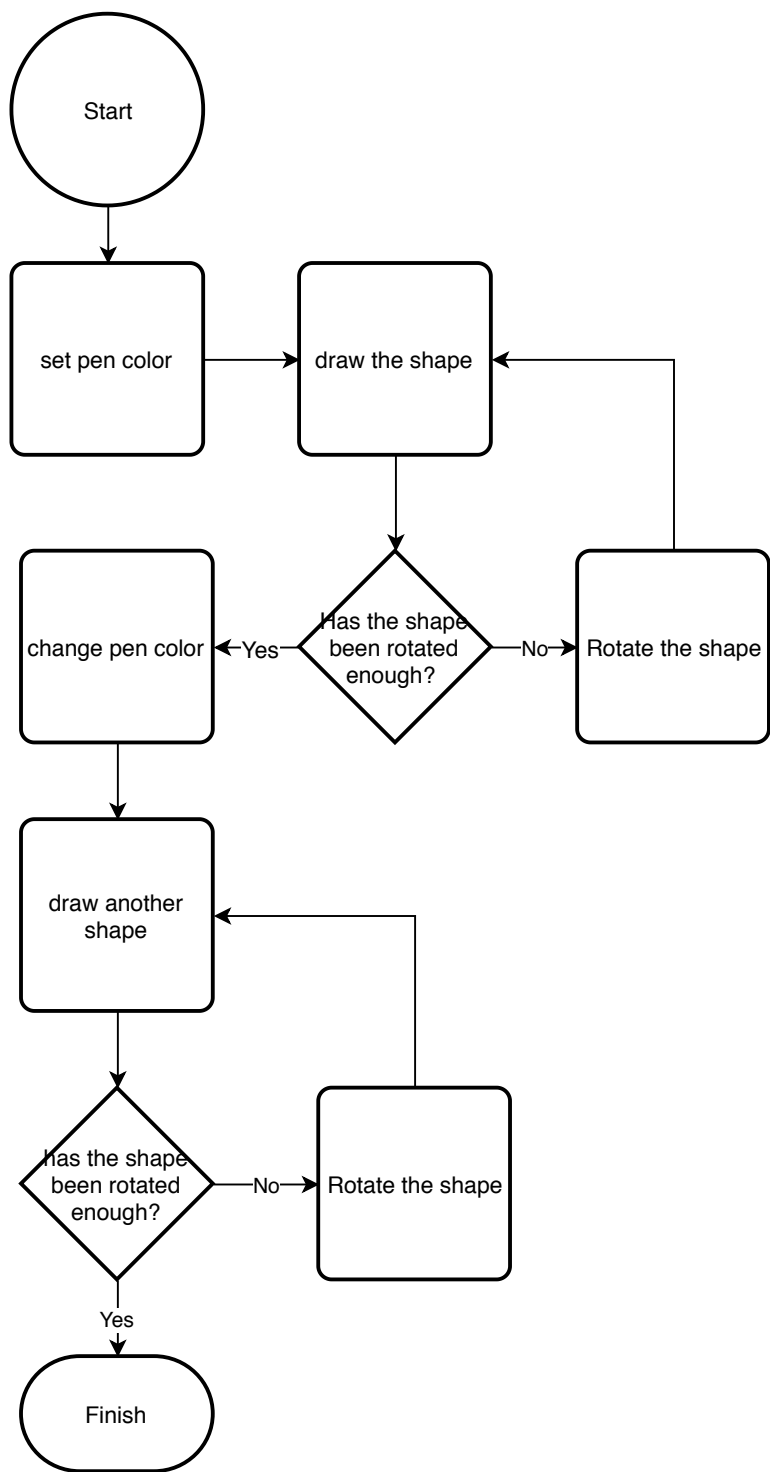 Start
set pen color
draw the shape
change pen color
Yes
Has the shape
been rotated
enough?
No
Rotate the shape
draw another
shape
has the shape
been rotated
enough?
No
Rotate the shape
Yes
Finish